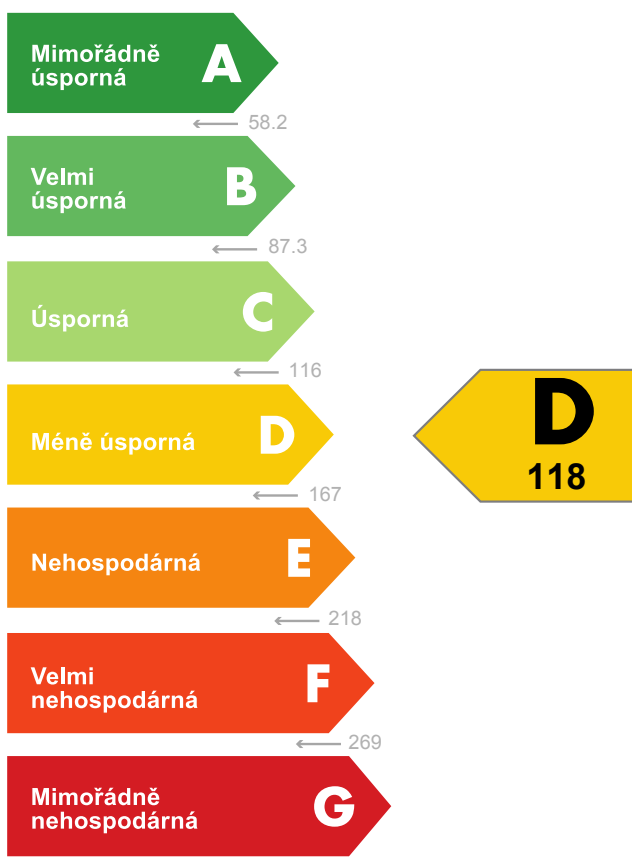 Mimořádně
úsporná
A
58.2
Velmi
úsporná
B
87.3
Úsporná
C
116
Méně úsporná
D
167
D
118
Nehospodárná
E
218
Velmi
nehospodárná
F
269
Mimořádně
nehospodárná
G